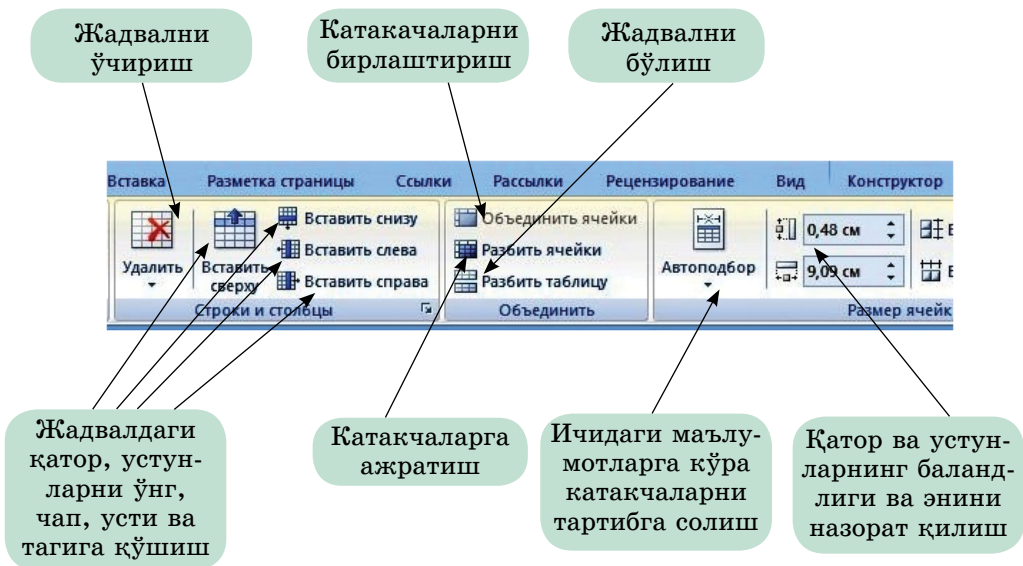 Жадвални
ўчириш
Катакачаларни
бирлаштириш
Жадвални
бўлиш
Вставка Разметка страницы Ссылки Рассылки Рецензирование Вид Конструктор
Удалить
Вставить
сверху
Вставить снизу
Вставить слева
Вставить справа
Строки и столбцы
Объединить ячейки
Разбить ячейки
Разбить таблицу
Объединить
Автоподбор
0,48 см
9,09 см
Размер ячейк
Жадвалдаги
қатор, устун-
ларни ўнг,
чап, усти ва
тагига қўшиш
Катакчаларга
ажратиш
Ичидаги маълу-
мотларга кўра
катакчаларни
тартибга солиш
Қатор ва устун-
ларнинг баланд-
лиги ва энини
назорат қилиш